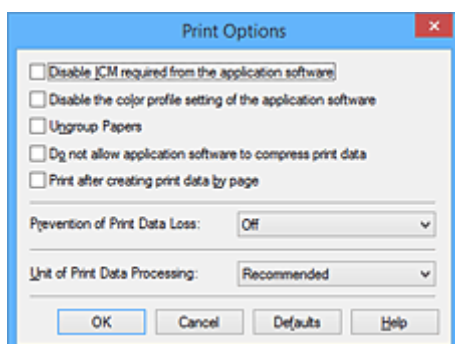 Print Options
Disable ICM required from the application software
Disable the color profile setting of the application software
Ungroup Papers
Do not allow application software to compress print data
Print after creating print data by page
Prevention of Print Data Loss: Off
Unit of Print Data Processing: Recommended
OK Cancel Defaults Help